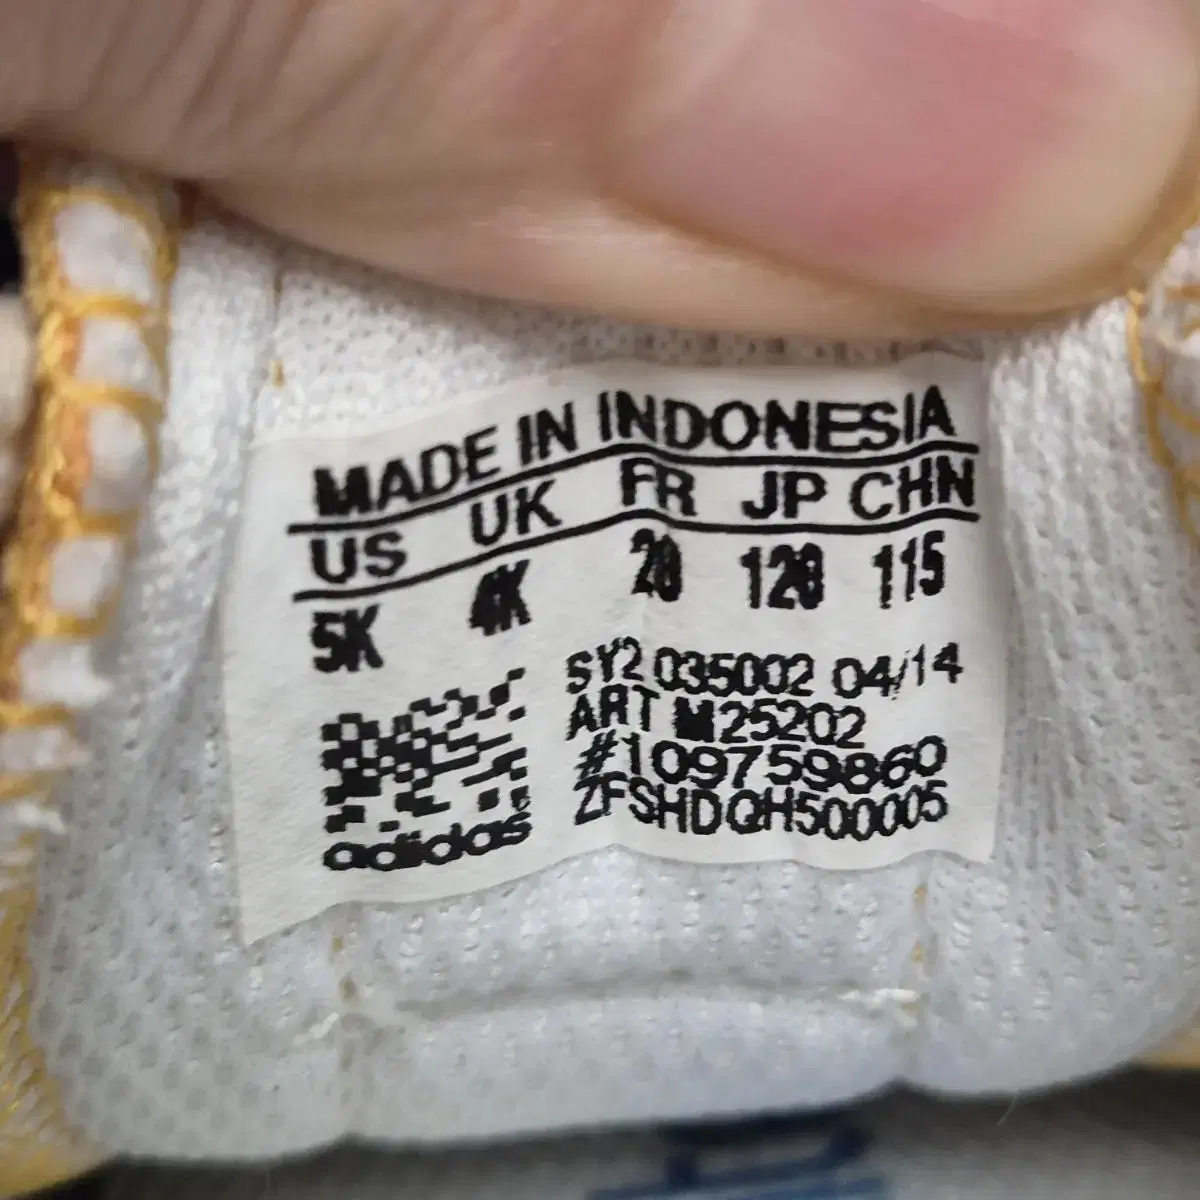 MADE IN INDONESIA
US UK FR JP CHN
5K 4K 20 120 115
SY2 035002 04/14
ART M25202
#109759860
ZFSHDQH500005
adidas